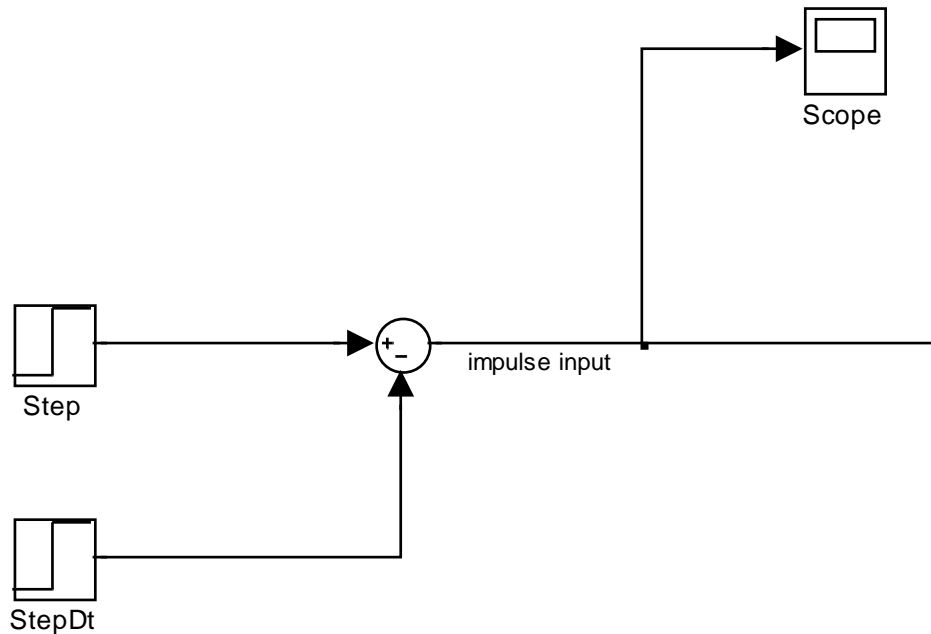 Scope
+
−
impulse input
Step
StepDt